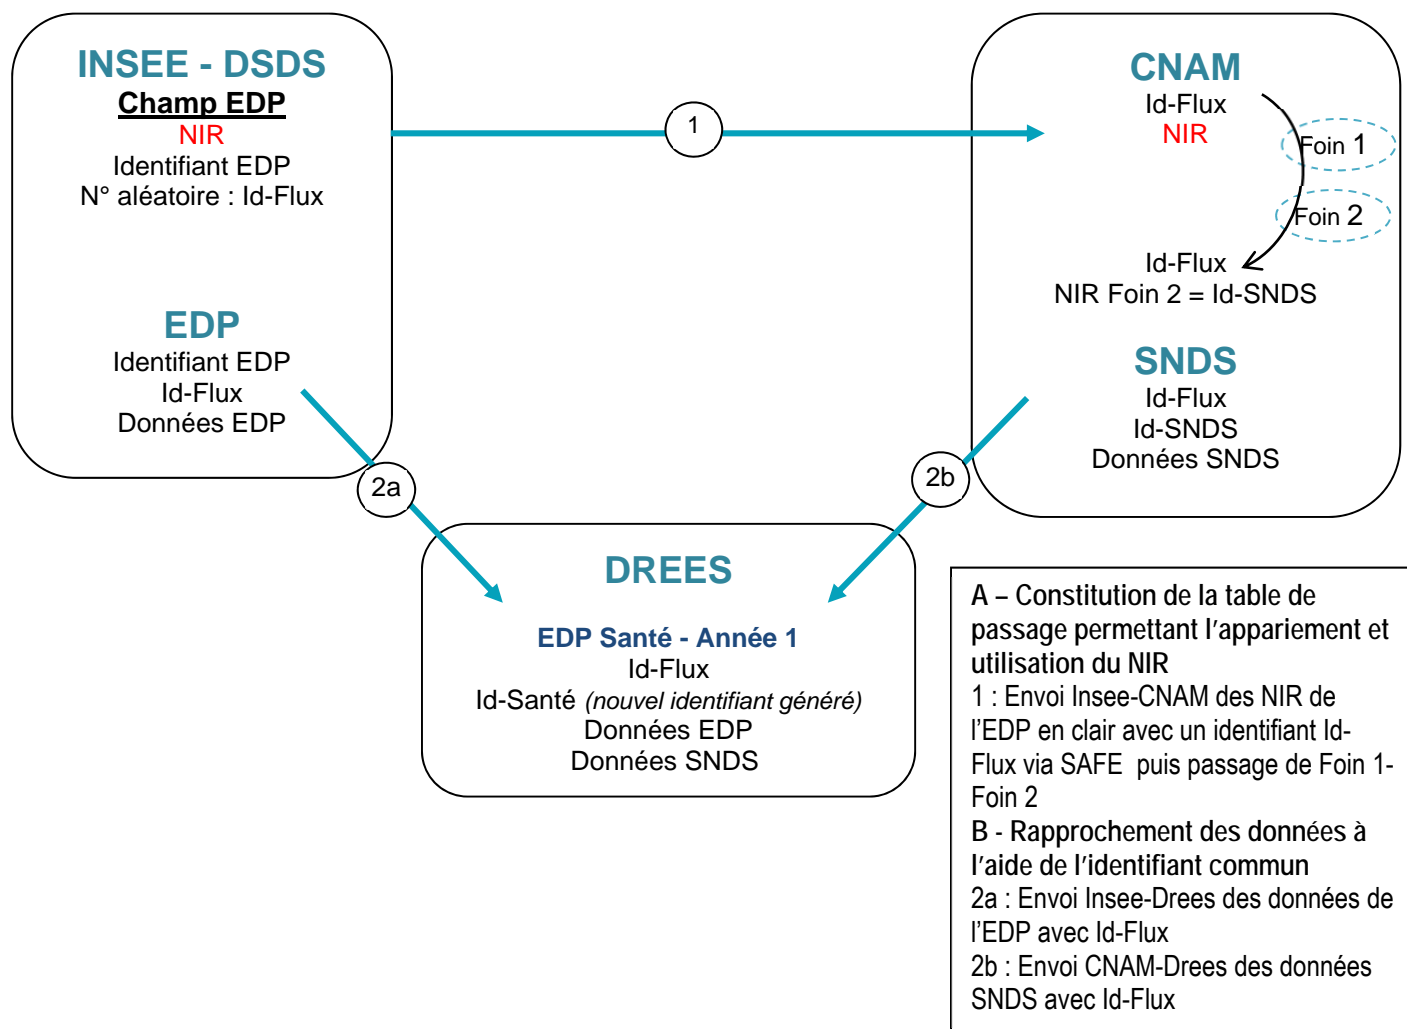 INSEE - DSDS
Champ EDP
NIR
Identifiant EDP
N° aléatoire : Id-Flux
EDP
Identifiant EDP
Id-Flux
Données EDP
1
CNAM
Id-Flux
NIR
Foin 1
Foin 2
Id-Flux
NIR Foin 2 = Id-SNDS
SNDS
Id-Flux
Id-SNDS
Données SNDS
2a
2b
DREES
EDP Santé - Année 1
Id-Flux
Id-Santé (nouvel identifiant généré)
Données EDP
Données SNDS
A – Constitution de la table de
passage permettant l’appariement et
utilisation du NIR
1 : Envoi Insee-CNAM des NIR de
l’EDP en clair avec un identifiant Id-
Flux via SAFE puis passage de Foin 1-
Foin 2
B - Rapprochement des données à
l’aide de l’identifiant commun
2a : Envoi Insee-Drees des données de
l’EDP avec Id-Flux
2b : Envoi CNAM-Drees des données
SNDS avec Id-Flux